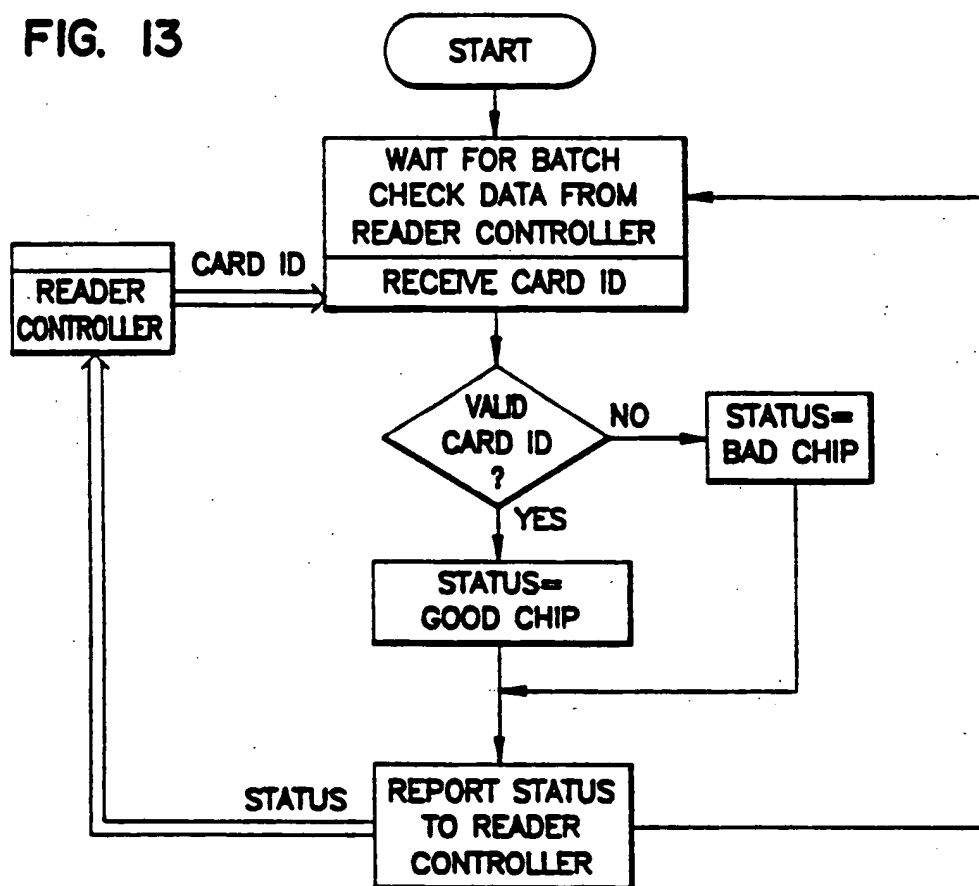 FIG. 13
START
WAIT FOR BATCH
CHECK DATA FROM
READER CONTROLLER
RECEIVE CARD ID
CARD ID
READER
CONTROLLER
VALID
CARD ID
?
NO
STATUS=
BAD CHIP
YES
STATUS=
GOOD CHIP
STATUS
REPORT STATUS
TO READER
CONTROLLER